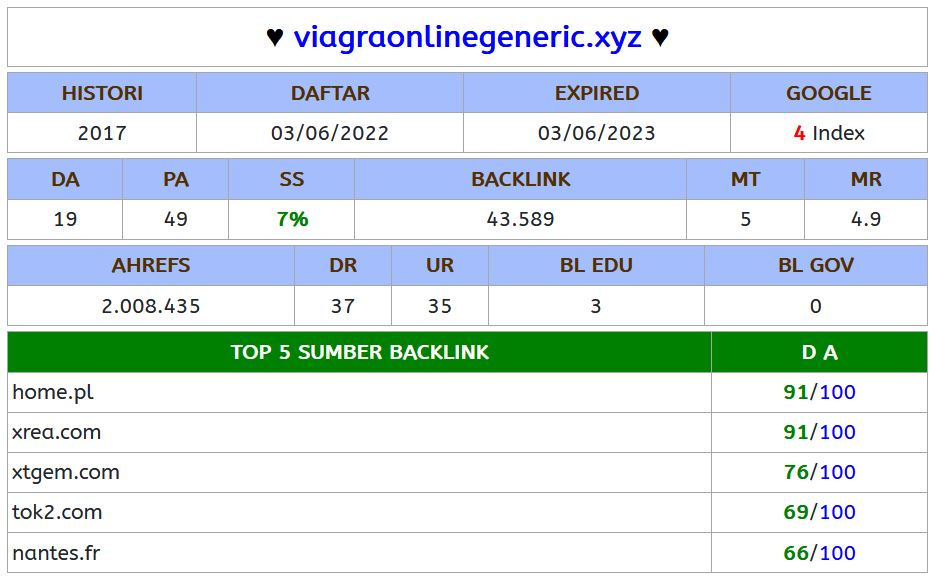 ♥ viagraonlinegeneric.xyz ♥
HISTORI DAFTAR EXPIRED GOOGLE
2017 03/06/2022 03/06/2023 4 Index
DA PA SS BACKLINK MT MR
19 49 7% 43.589 5 4.9
AHREFS DR UR BL EDU BL GOV
2.008.435 37 35 3 0
TOP 5 SUMBER BACKLINK D A
home.pl 91/100
xrea.com 91/100
xtgem.com 76/100
tok2.com 69/100
nantes.fr 66/100